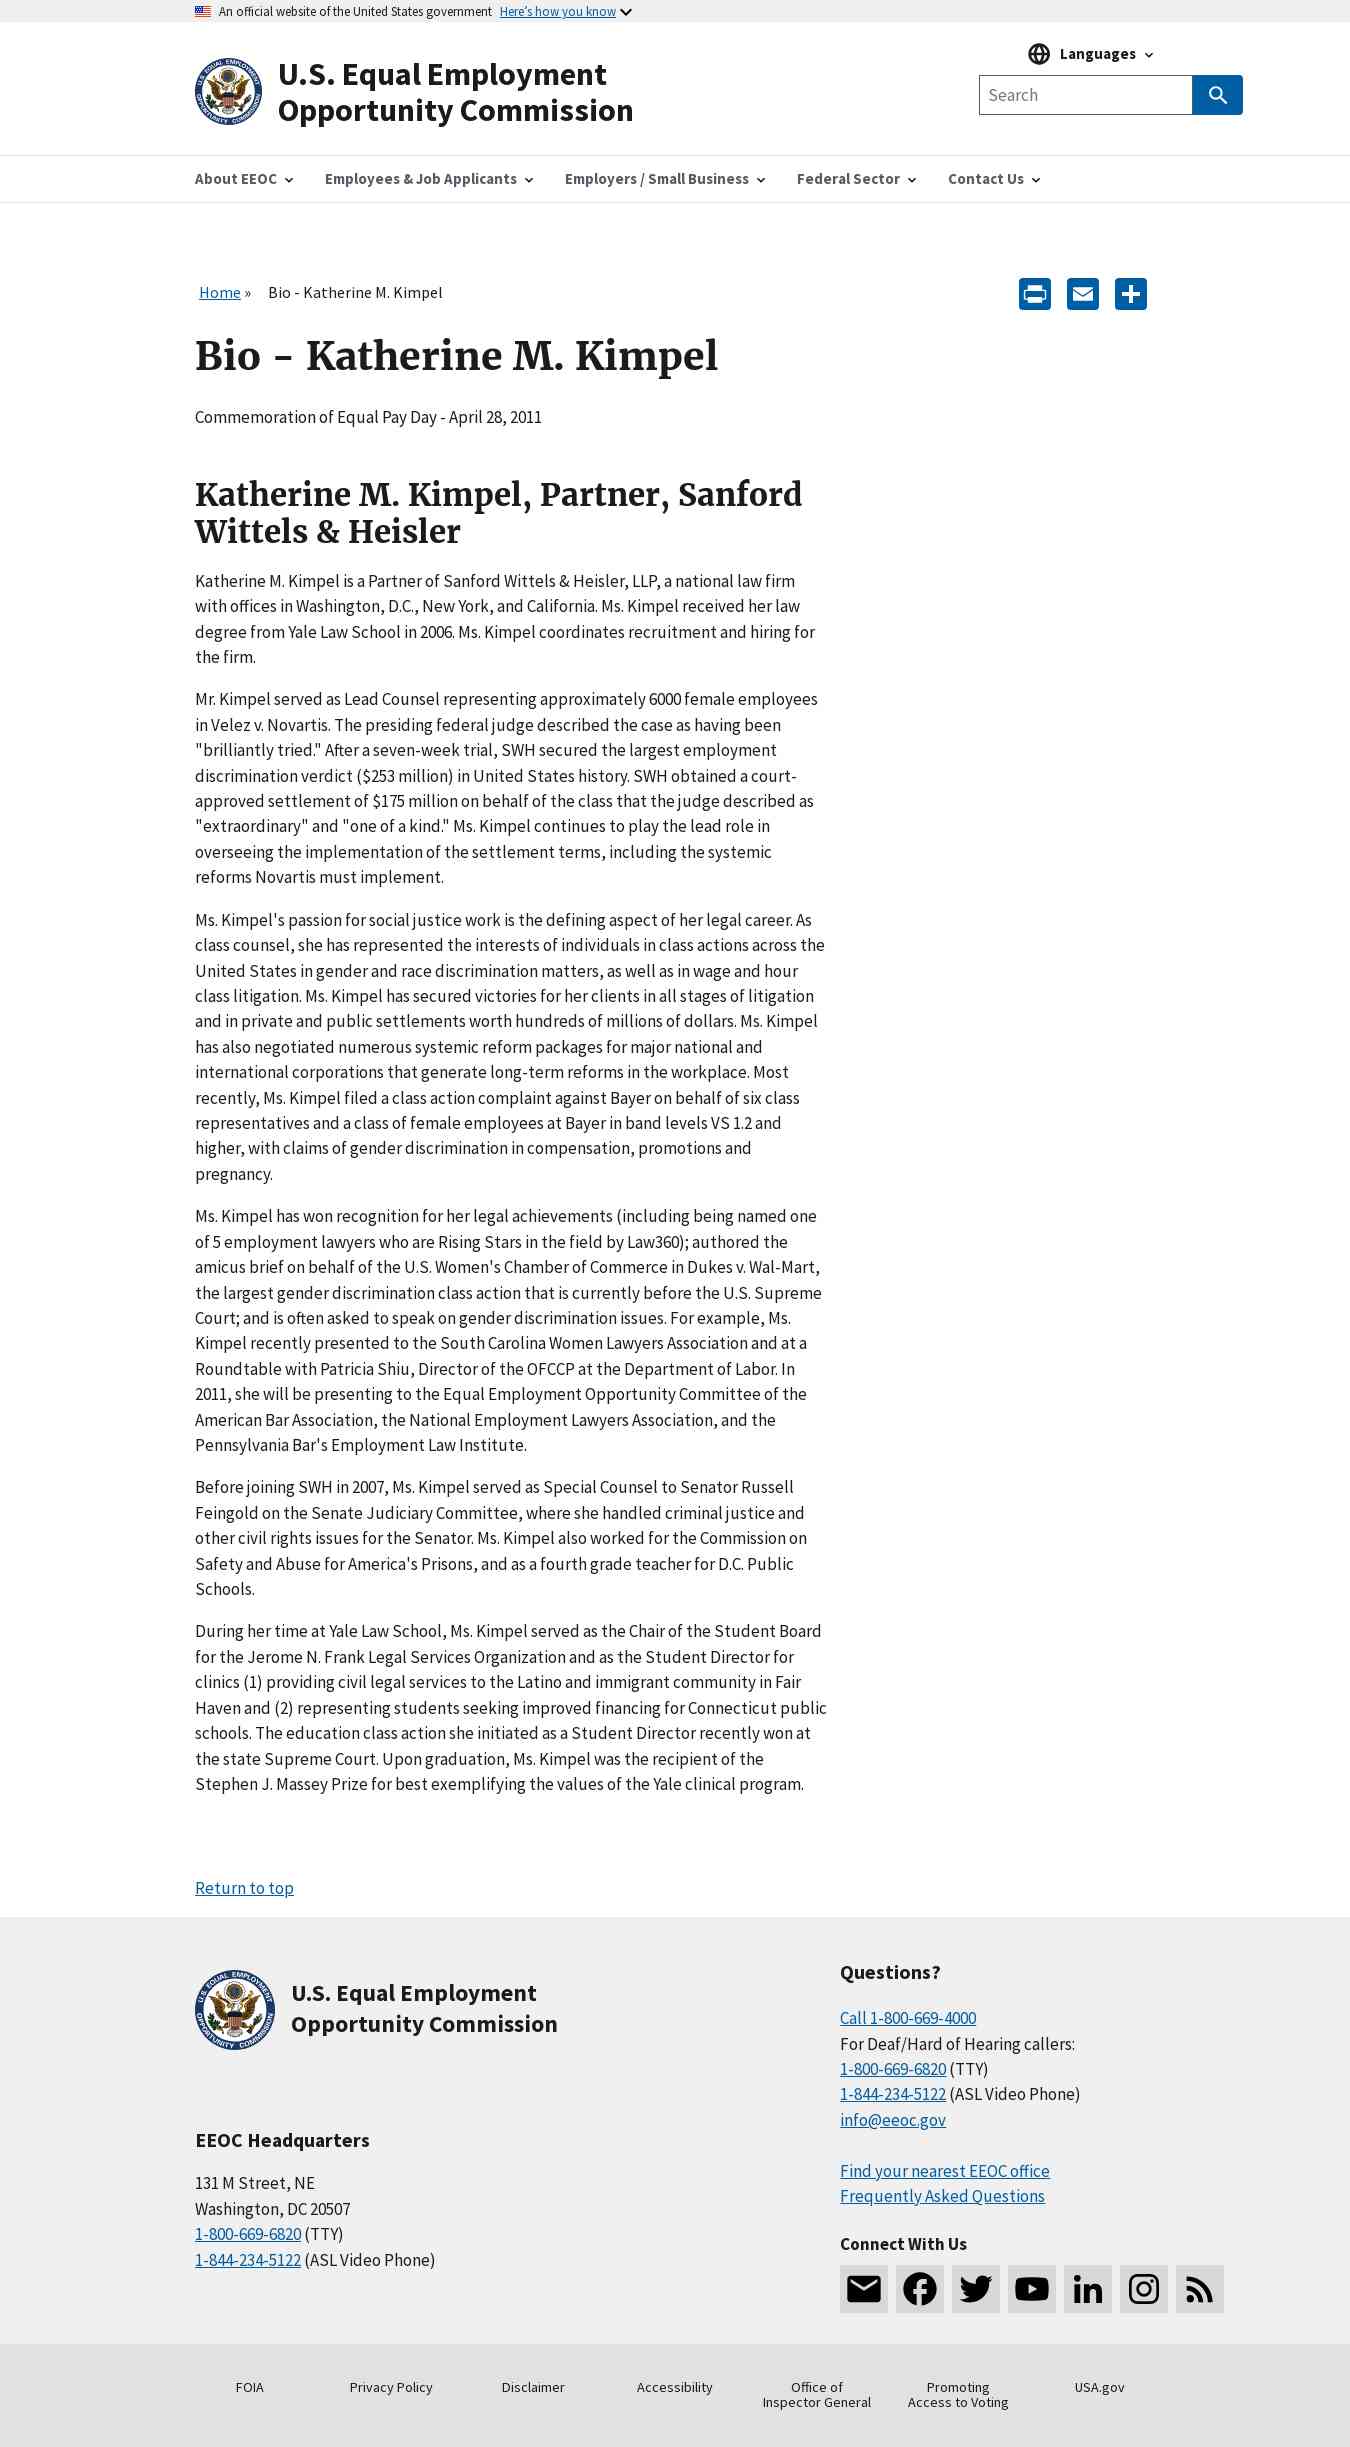 An official website of the United States government Here's how you know
Languages
U.S. Equal Employment
Opportunity Commission
Search
About EEOC Employees & Job Applicants Employers / Small Business Federal Sector Contact Us
Home » Bio - Katherine M. Kimpel
Bio - Katherine M. Kimpel
Commemoration of Equal Pay Day - April 28, 2011
Katherine M. Kimpel, Partner, Sanford
Wittels & Heisler
Katherine M. Kimpel is a Partner of Sanford Wittels & Heisler, LLP, a national law firm
with offices in Washington, D.C., New York, and California. Ms. Kimpel received her law
degree from Yale Law School in 2006. Ms. Kimpel coordinates recruitment and hiring for
the firm.
Mr. Kimpel served as Lead Counsel representing approximately 6000 female employees
in Velez v. Novartis. The presiding federal judge described the case as having been
"brilliantly tried." After a seven-week trial, SWH secured the largest employment
discrimination verdict ($253 million) in United States history. SWH obtained a court-
approved settlement of $175 million on behalf of the class that the judge described as
"extraordinary" and "one of a kind." Ms. Kimpel continues to play the lead role in
overseeing the implementation of the settlement terms, including the systemic
reforms Novartis must implement.
Ms. Kimpel's passion for social justice work is the defining aspect of her legal career. As
class counsel, she has represented the interests of individuals in class actions across the
United States in gender and race discrimination matters, as well as in wage and hour
class litigation. Ms. Kimpel has secured victories for her clients in all stages of litigation
and in private and public settlements worth hundreds of millions of dollars. Ms. Kimpel
has also negotiated numerous systemic reform packages for major national and
international corporations that generate long-term reforms in the workplace. Most
recently, Ms. Kimpel filed a class action complaint against Bayer on behalf of six class
representatives and a class of female employees at Bayer in band levels VS 1.2 and
higher, with claims of gender discrimination in compensation, promotions and
pregnancy.
Ms. Kimpel has won recognition for her legal achievements (including being named one
of 5 employment lawyers who are Rising Stars in the field by Law360); authored the
amicus brief on behalf of the U.S. Women's Chamber of Commerce in Dukes v. Wal-Mart,
the largest gender discrimination class action that is currently before the U.S. Supreme
Court; and is often asked to speak on gender discrimination issues. For example, Ms.
Kimpel recently presented to the South Carolina Women Lawyers Association and at a
Roundtable with Patricia Shiu, Director of the OFCCP at the Department of Labor. In
2011, she will be presenting to the Equal Employment Opportunity Committee of the
American Bar Association, the National Employment Lawyers Association, and the
Pennsylvania Bar's Employment Law Institute.
Before joining SWH in 2007, Ms. Kimpel served as Special Counsel to Senator Russell
Feingold on the Senate Judiciary Committee, where she handled criminal justice and
other civil rights issues for the Senator. Ms. Kimpel also worked for the Commission on
Safety and Abuse for America's Prisons, and as a fourth grade teacher for D.C. Public
Schools.
During her time at Yale Law School, Ms. Kimpel served as the Chair of the Student Board
for the Jerome N. Frank Legal Services Organization and as the Student Director for
clinics (1) providing civil legal services to the Latino and immigrant community in Fair
Haven and (2) representing students seeking improved financing for Connecticut public
schools. The education class action she initiated as a Student Director recently won at
the state Supreme Court. Upon graduation, Ms. Kimpel was the recipient of the
Stephen J. Massey Prize for best exemplifying the values of the Yale clinical program.
Return to top
U.S. Equal Employment
Opportunity Commission
EEOC Headquarters
131 M Street, NE
Washington, DC 20507
1-800-669-6820 (TTY)
1-844-234-5122 (ASL Video Phone)
Questions?
Call 1-800-669-4000
For Deaf/Hard of Hearing callers:
1-800-669-6820 (TTY)
1-844-234-5122 (ASL Video Phone)
info@eeoc.gov
Find your nearest EEOC office
Frequently Asked Questions
Connect With Us
FOIA Privacy Policy Disclaimer Accessibility Office of Promoting USA.gov
Inspector General Access to Voting